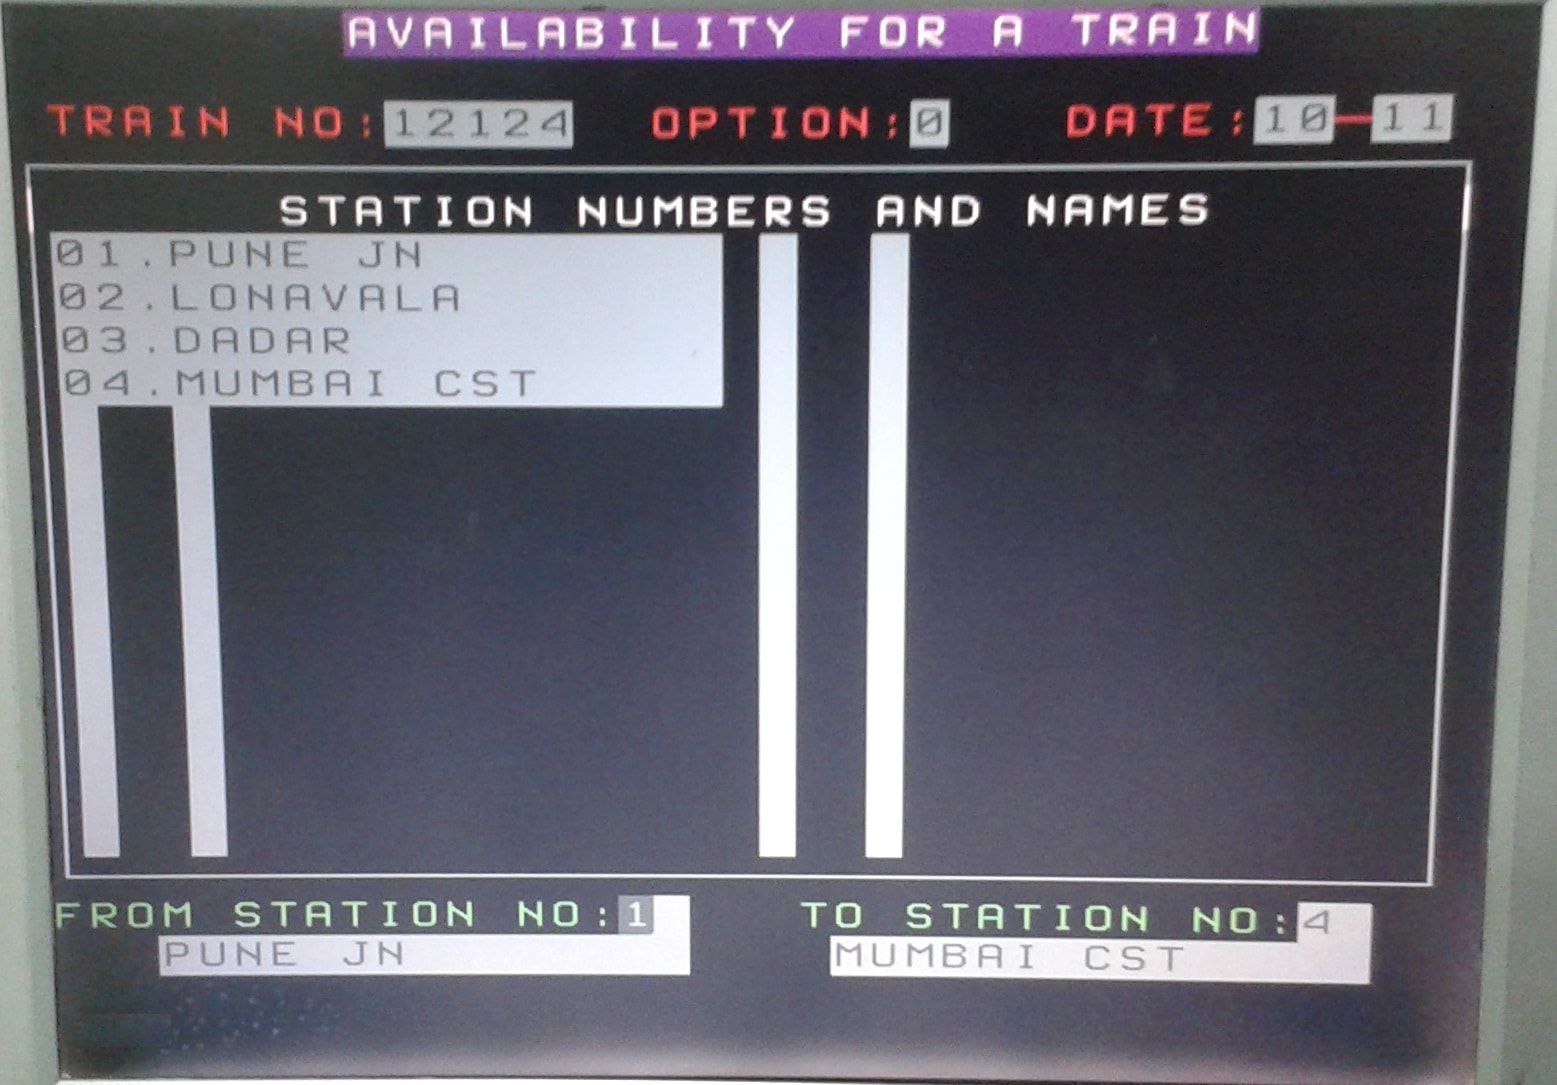 AVAILABILITY FOR A TRAIN
TRAIN NO:12124 OPTION:0 DATE:10-11
STATION NUMBERS AND NAMES
01.PUNE JN
02.LONAVALA
03.DADAR
04.MUMBAI CST
FROM STATION NO:1 TO STATION NO:4
PUNE JN MUMBAI CST